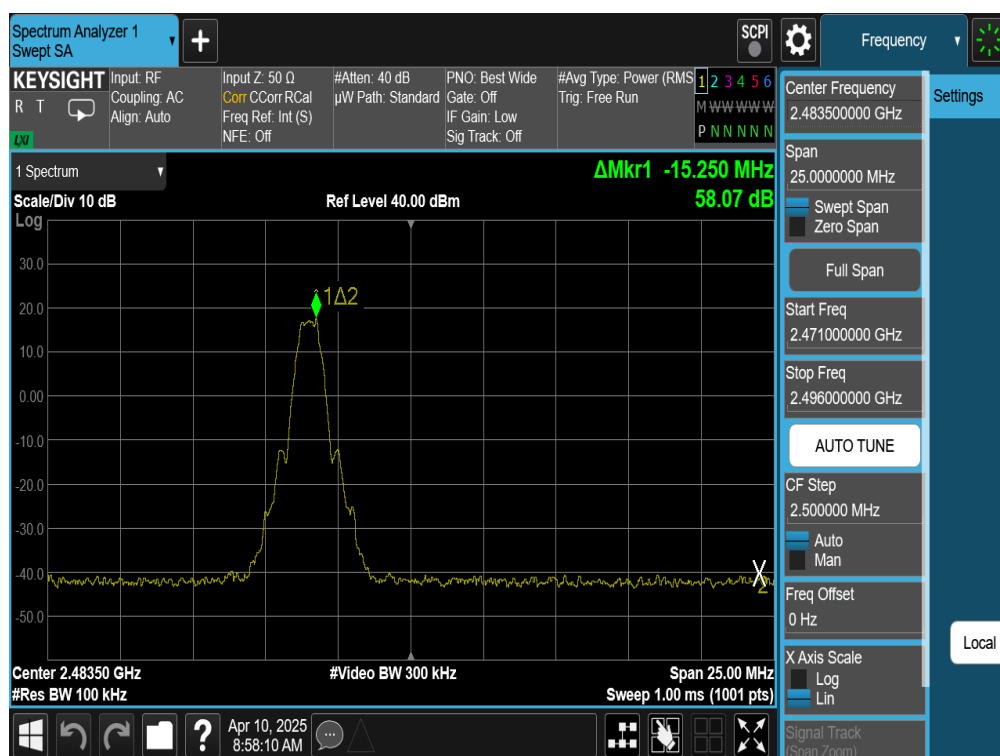 Spectrum Analyzer 1
Swept SA
+
SCPI
Frequency
KEYSIGHT
R T
LXI
Input: RF
Coupling: AC
Align: Auto
Input Z: 50 Ω
Corr CCorr RCal
Freq Ref: Int (S)
NFE: Off
#Atten: 40 dB
µW Path: Standard
PNO: Best Wide
Gate: Off
IF Gain: Low
Sig Track: Off
#Avg Type: Power (RMS
Trig: Free Run
1 2 3 4 5 6
M W W W W W
P N N N N N
1 Spectrum
Scale/Div 10 dB
Log
Ref Level 40.00 dBm
ΔMkr1 -15.250 MHz
58.07 dB
30.0
20.0
10.0
0.00
-10.0
-20.0
-30.0
-40.0
-50.0
1Δ2
X
2
Center 2.48350 GHz
#Res BW 100 kHz
#Video BW 300 kHz
Span 25.00 MHz
Sweep 1.00 ms (1001 pts)
Center Frequency
2.483500000 GHz
Span
25.0000000 MHz
Swept Span
Zero Span
Full Span
Start Freq
2.471000000 GHz
Stop Freq
2.496000000 GHz
AUTO TUNE
CF Step
2.500000 MHz
Auto
Man
Freq Offset
0 Hz
X Axis Scale
Log
Lin
Signal Track
(Span Zoom)
Settings
Local
?
Apr 10, 2025
8:58:10 AM